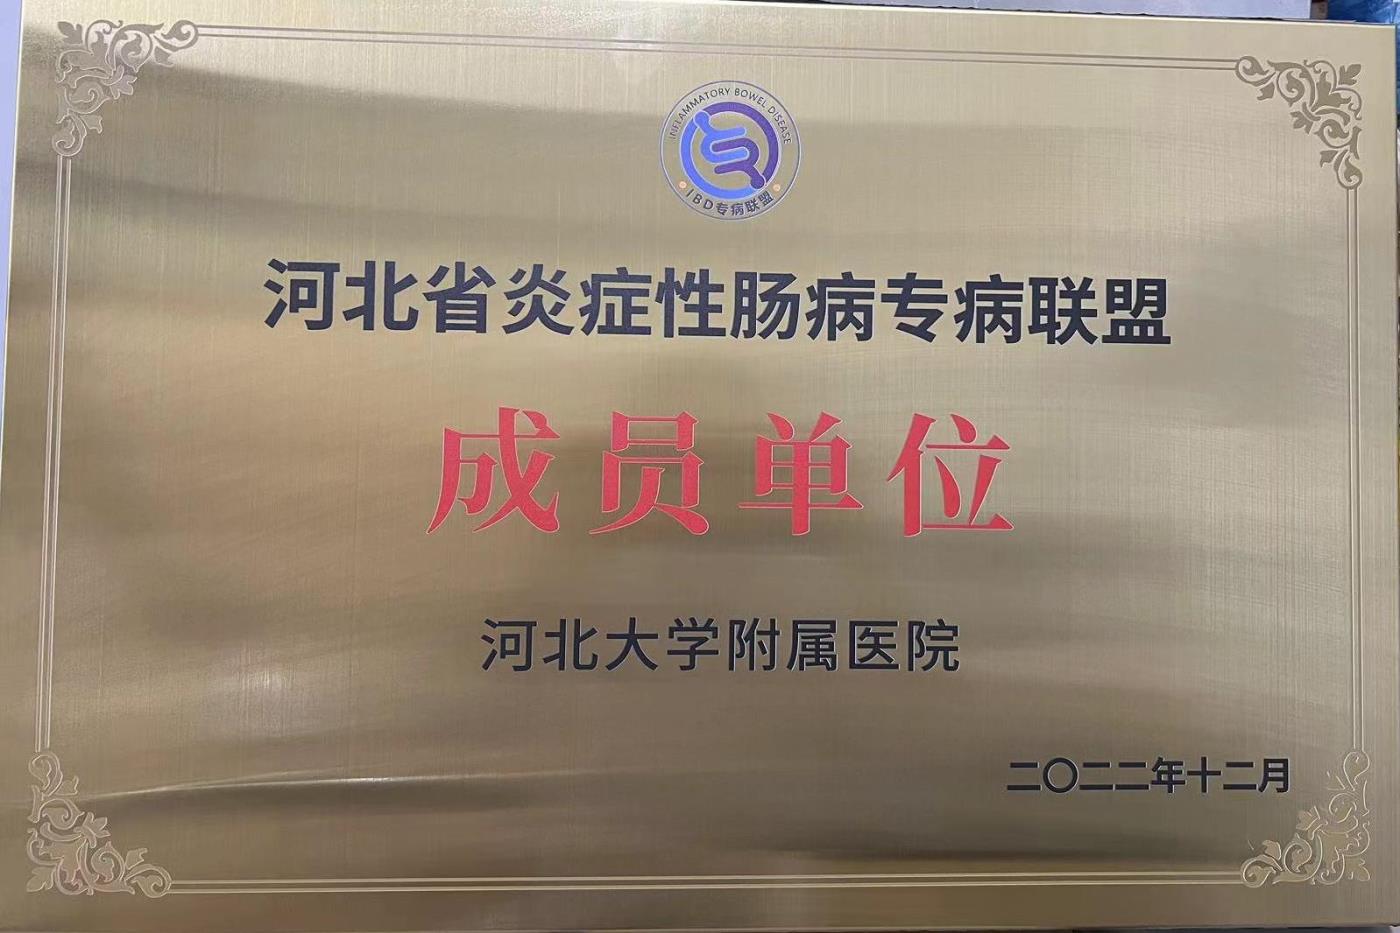 INFLAMMATORY BOWEL DISEASE
IBD专病联盟
河北省炎症性肠病专病联盟
成员单位
河北大学附属医院
二〇二二年十二月